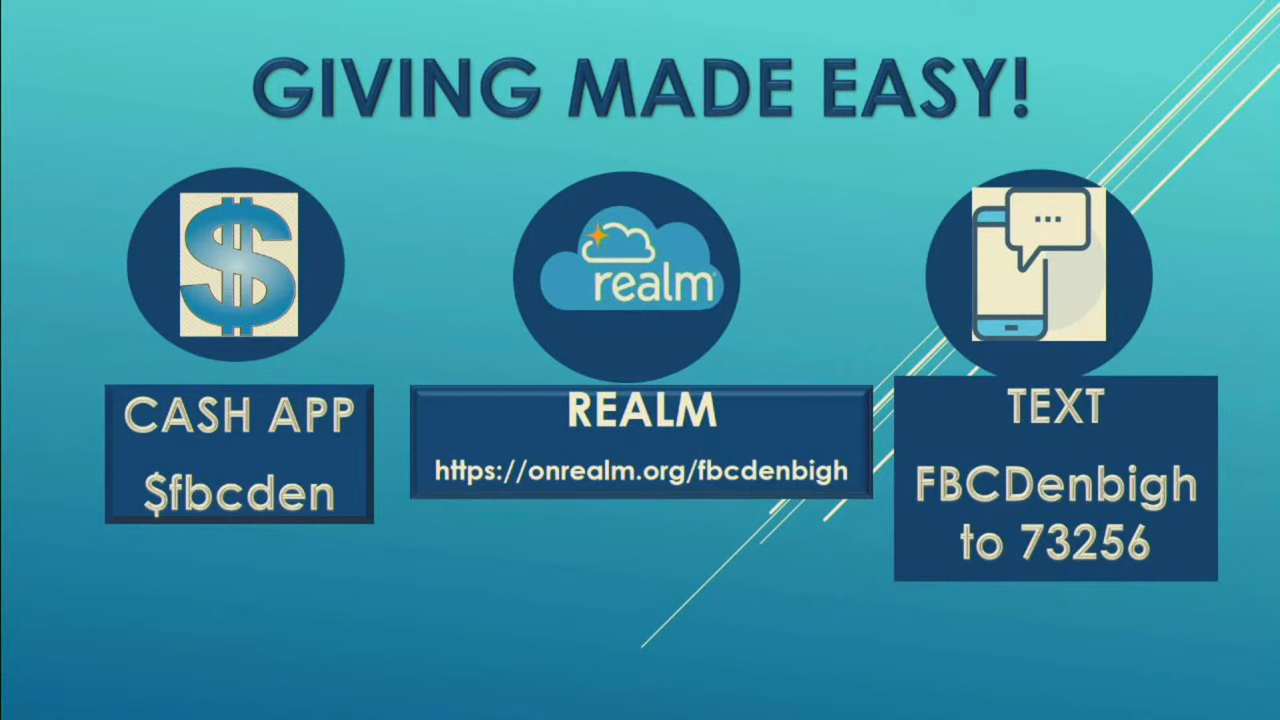 GIVING MADE EASY!
realm
CASH APP
$fbcden
REALM
https://onrealm.org/fbcdenbigh
TEXT
FBCDenbigh
to 73256